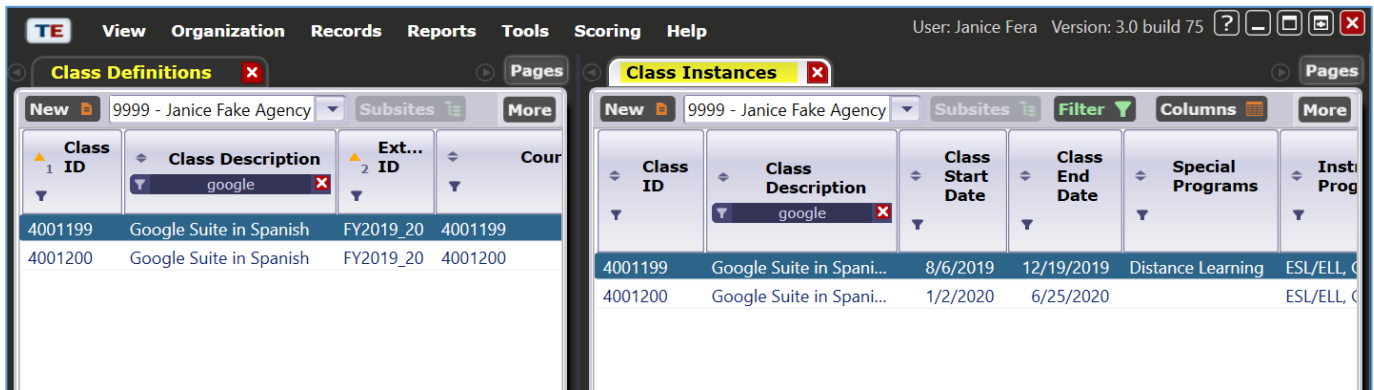 TE View Organization Records Reports Tools Scoring Help User: Janice Fera Version: 3.0 build 75 ?
Class Definitions Pages
New 9999 - Janice Fake Agency Subsites More
Class ID Class Description Ext... ID Cour
1 2
google
4001199 Google Suite in Spanish FY2019_20 4001199
4001200 Google Suite in Spanish FY2019_20 4001200
Class Instances Pages
New 9999 - Janice Fake Agency Subsites Filter Columns More
Class ID Class Description Class Start Date Class End Date Special Programs Instr Prog
google
4001199 Google Suite in Spani... 8/6/2019 12/19/2019 Distance Learning ESL/ELL, C
4001200 Google Suite in Spani... 1/2/2020 6/25/2020 ESL/ELL, C